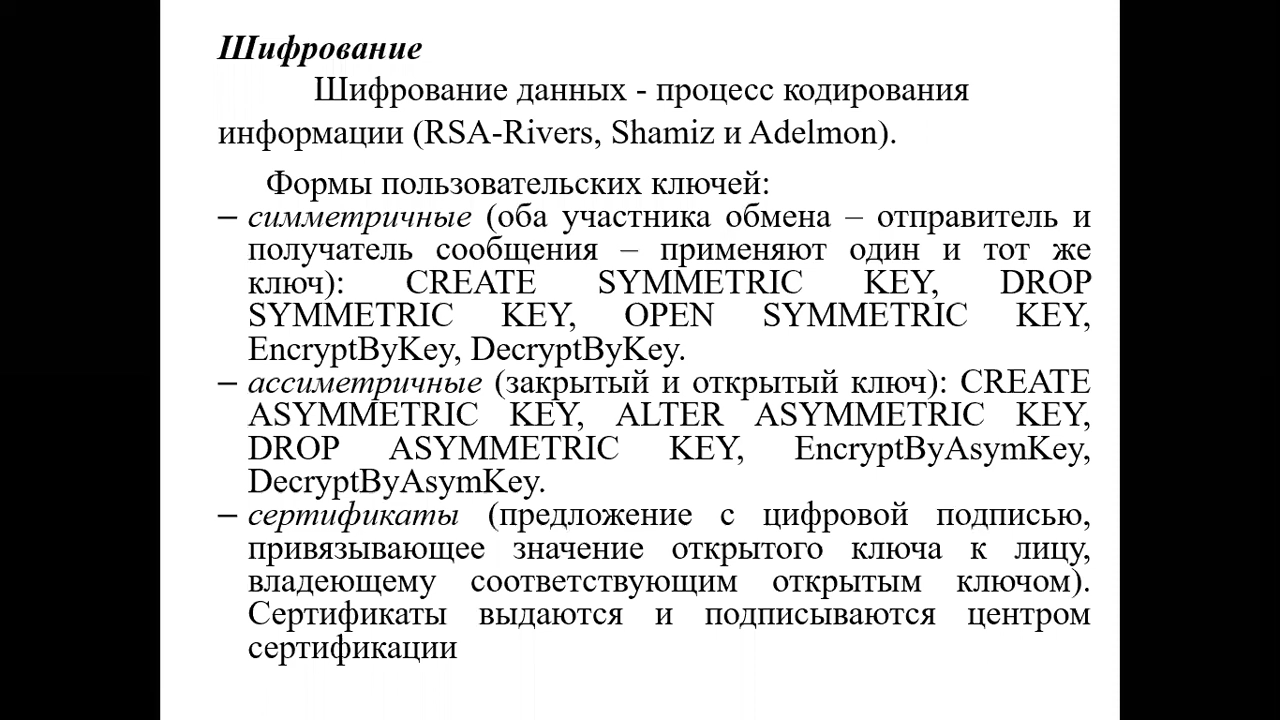 Шифрование
Шифрование данных - процесс кодирования
информации (RSA-Rivers, Shamiz и Adelmon).
Формы пользовательских ключей:
– симметричные (оба участника обмена – отправитель и
получатель сообщения – применяют один и тот же
ключ): CREATE SYMMETRIC KEY, DROP
SYMMETRIC KEY, OPEN SYMMETRIC KEY,
EncryptByKey, DecryptByKey.
– ассиметричные (закрытый и открытый ключ): CREATE
ASYMMETRIC KEY, ALTER ASYMMETRIC KEY,
DROP ASYMMETRIC KEY, EncryptByAsymKey,
DecryptByAsymKey.
– сертификаты (предложение с цифровой подписью,
привязывающее значение открытого ключа к лицу,
владеющему соответствующим открытым ключом).
Сертификаты выдаются и подписываются центром
сертификации